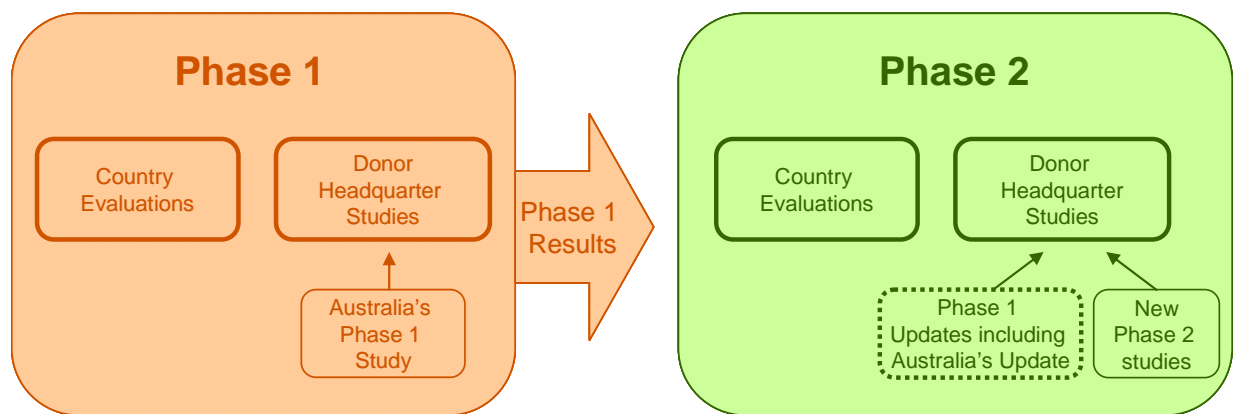 Phase 1
Country
Evaluations
Donor
Headquarter
Studies
Australia’s
Phase 1
Study
Phase 1
Results
Phase 2
Country
Evaluations
Donor
Headquarter
Studies
Phase 1
Updates including
Australia’s Update
New
Phase 2
studies